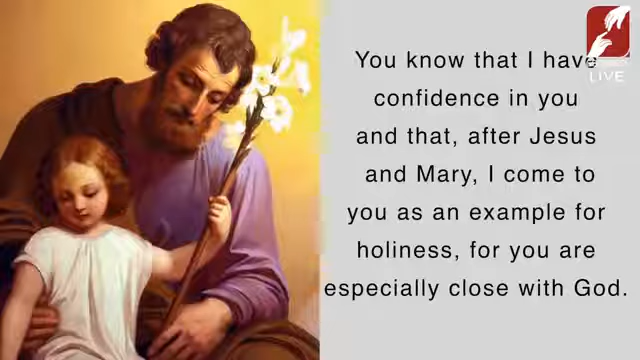 You know that I have
confidence in you
and that, after Jesus
and Mary, I come to
you as an example for
holiness, for you are
especially close with God.
LIVE